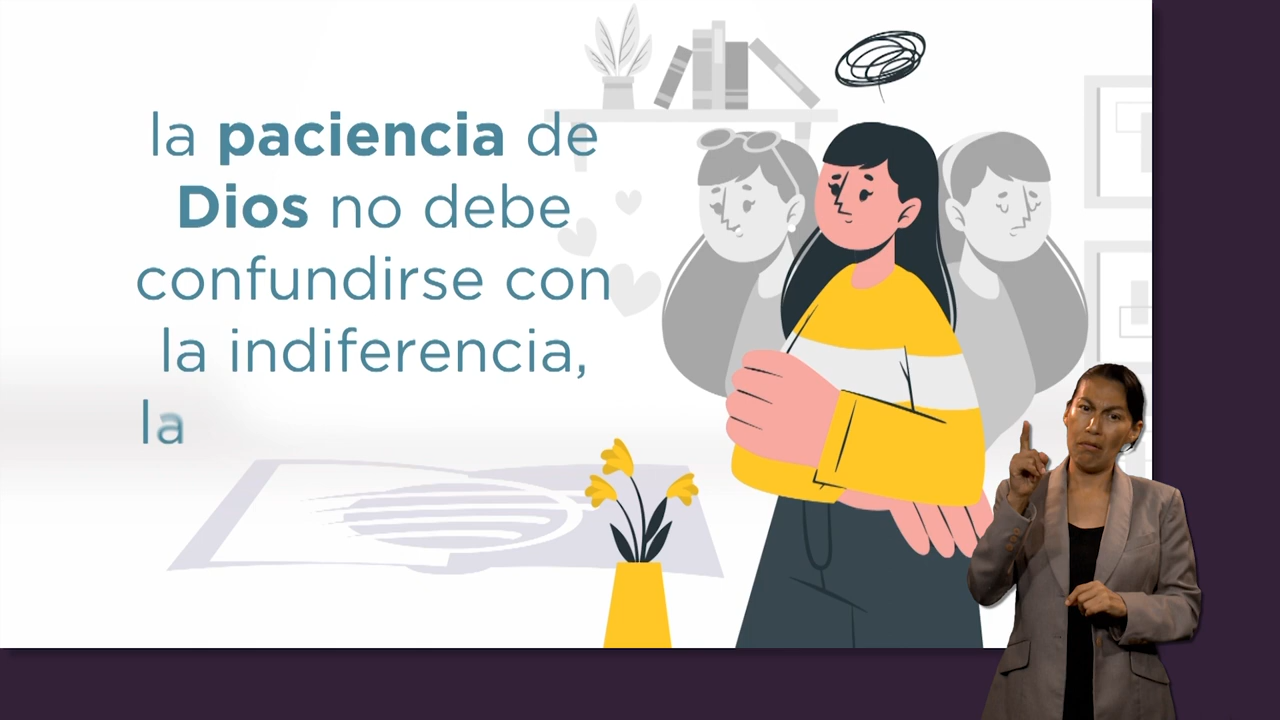 la paciencia de
Dios no debe
confundirse con
la indiferencia,
la